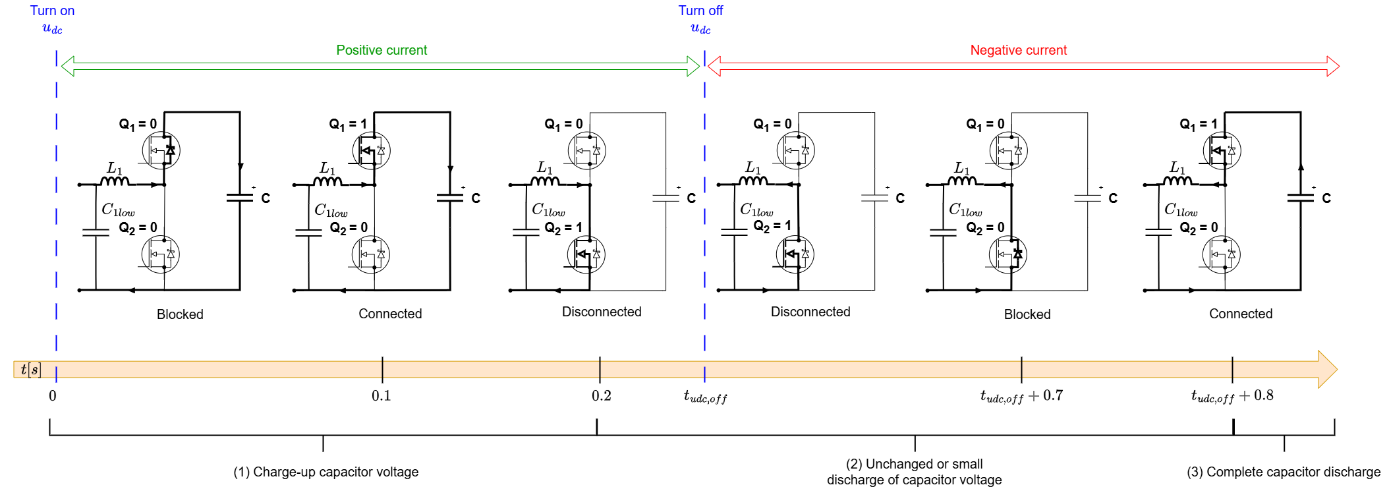 Turn on
u_dc
Turn off
u_dc
Positive current
Negative current
Q1 = 0
L1
C1low
Q2 = 0
+
C
Blocked
Q1 = 1
L1
C1low
Q2 = 0
+
C
Connected
Q1 = 0
L1
C1low
Q2 = 1
+
C
Disconnected
Q1 = 0
L1
C1low
Q2 = 1
+
C
Disconnected
Q1 = 0
L1
C1low
Q2 = 0
+
C
Blocked
Q1 = 1
L1
C1low
Q2 = 0
+
C
Connected
t[s]
0
0.1
0.2
t_udc,off
t_udc,off + 0.7
t_udc,off + 0.8
(1) Charge-up capacitor voltage
(2) Unchanged or small
discharge of capacitor voltage
(3) Complete capacitor discharge